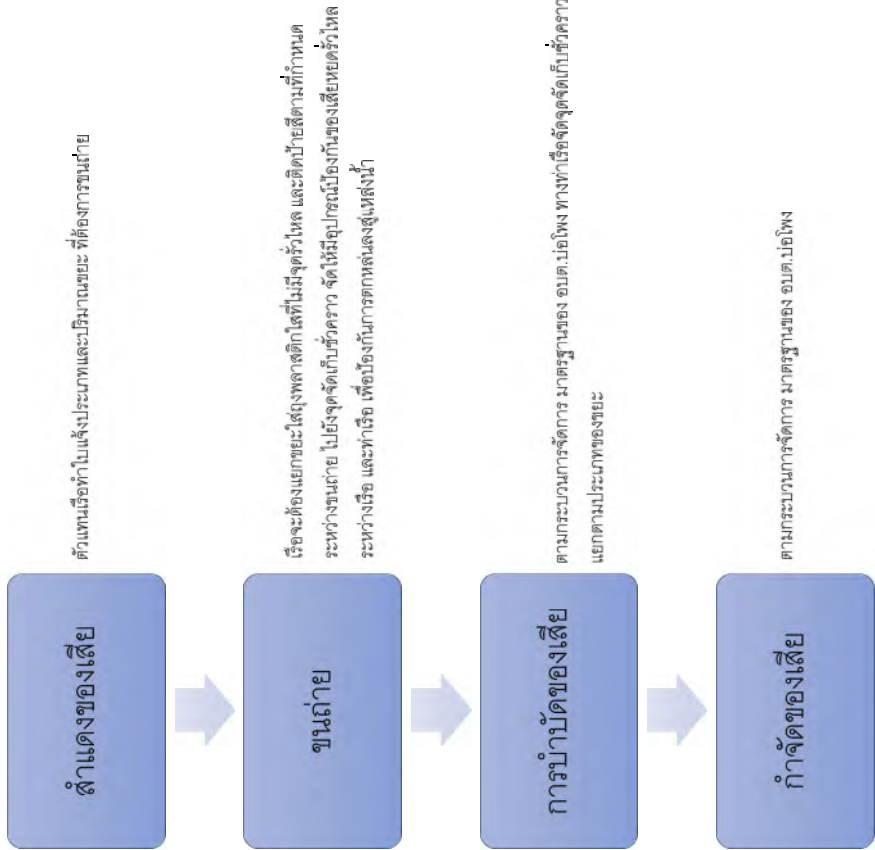 สำแดงของเสีย
ตัวแทนเรือทำใบแจ้งประเภทและปริมาณขยะ ที่ต้องการขนถ่าย
ขนถ่าย
เรือจะต้องแยกขยะใส่ถุงพลาสติกใสที่ไม่มีจุดรั่วไหล และติดป้ายสีตามที่กำหนด
ระหว่างขนถ่าย ไปยังจุดจัดเก็บชั่วคราว จัดให้มีอุปกรณ์ป้องกันของเสียหยดรั่วไหล
ระหว่างเรือ และท่าเรือ เพื่อป้องกันการตกหล่นลงสู่แหล่งน้ำ
การบำบัดของเสีย
ตามกระบวนการจัดการ มาตรฐานของ อบต.บ่อโพง ทางท่าเรือจัดจุดจัดเก็บชั่วคราว
แยกตามประเภทของขยะ
กำจัดของเสีย
ตามกระบวนการจัดการ มาตรฐานของ อบต.บ่อโพง